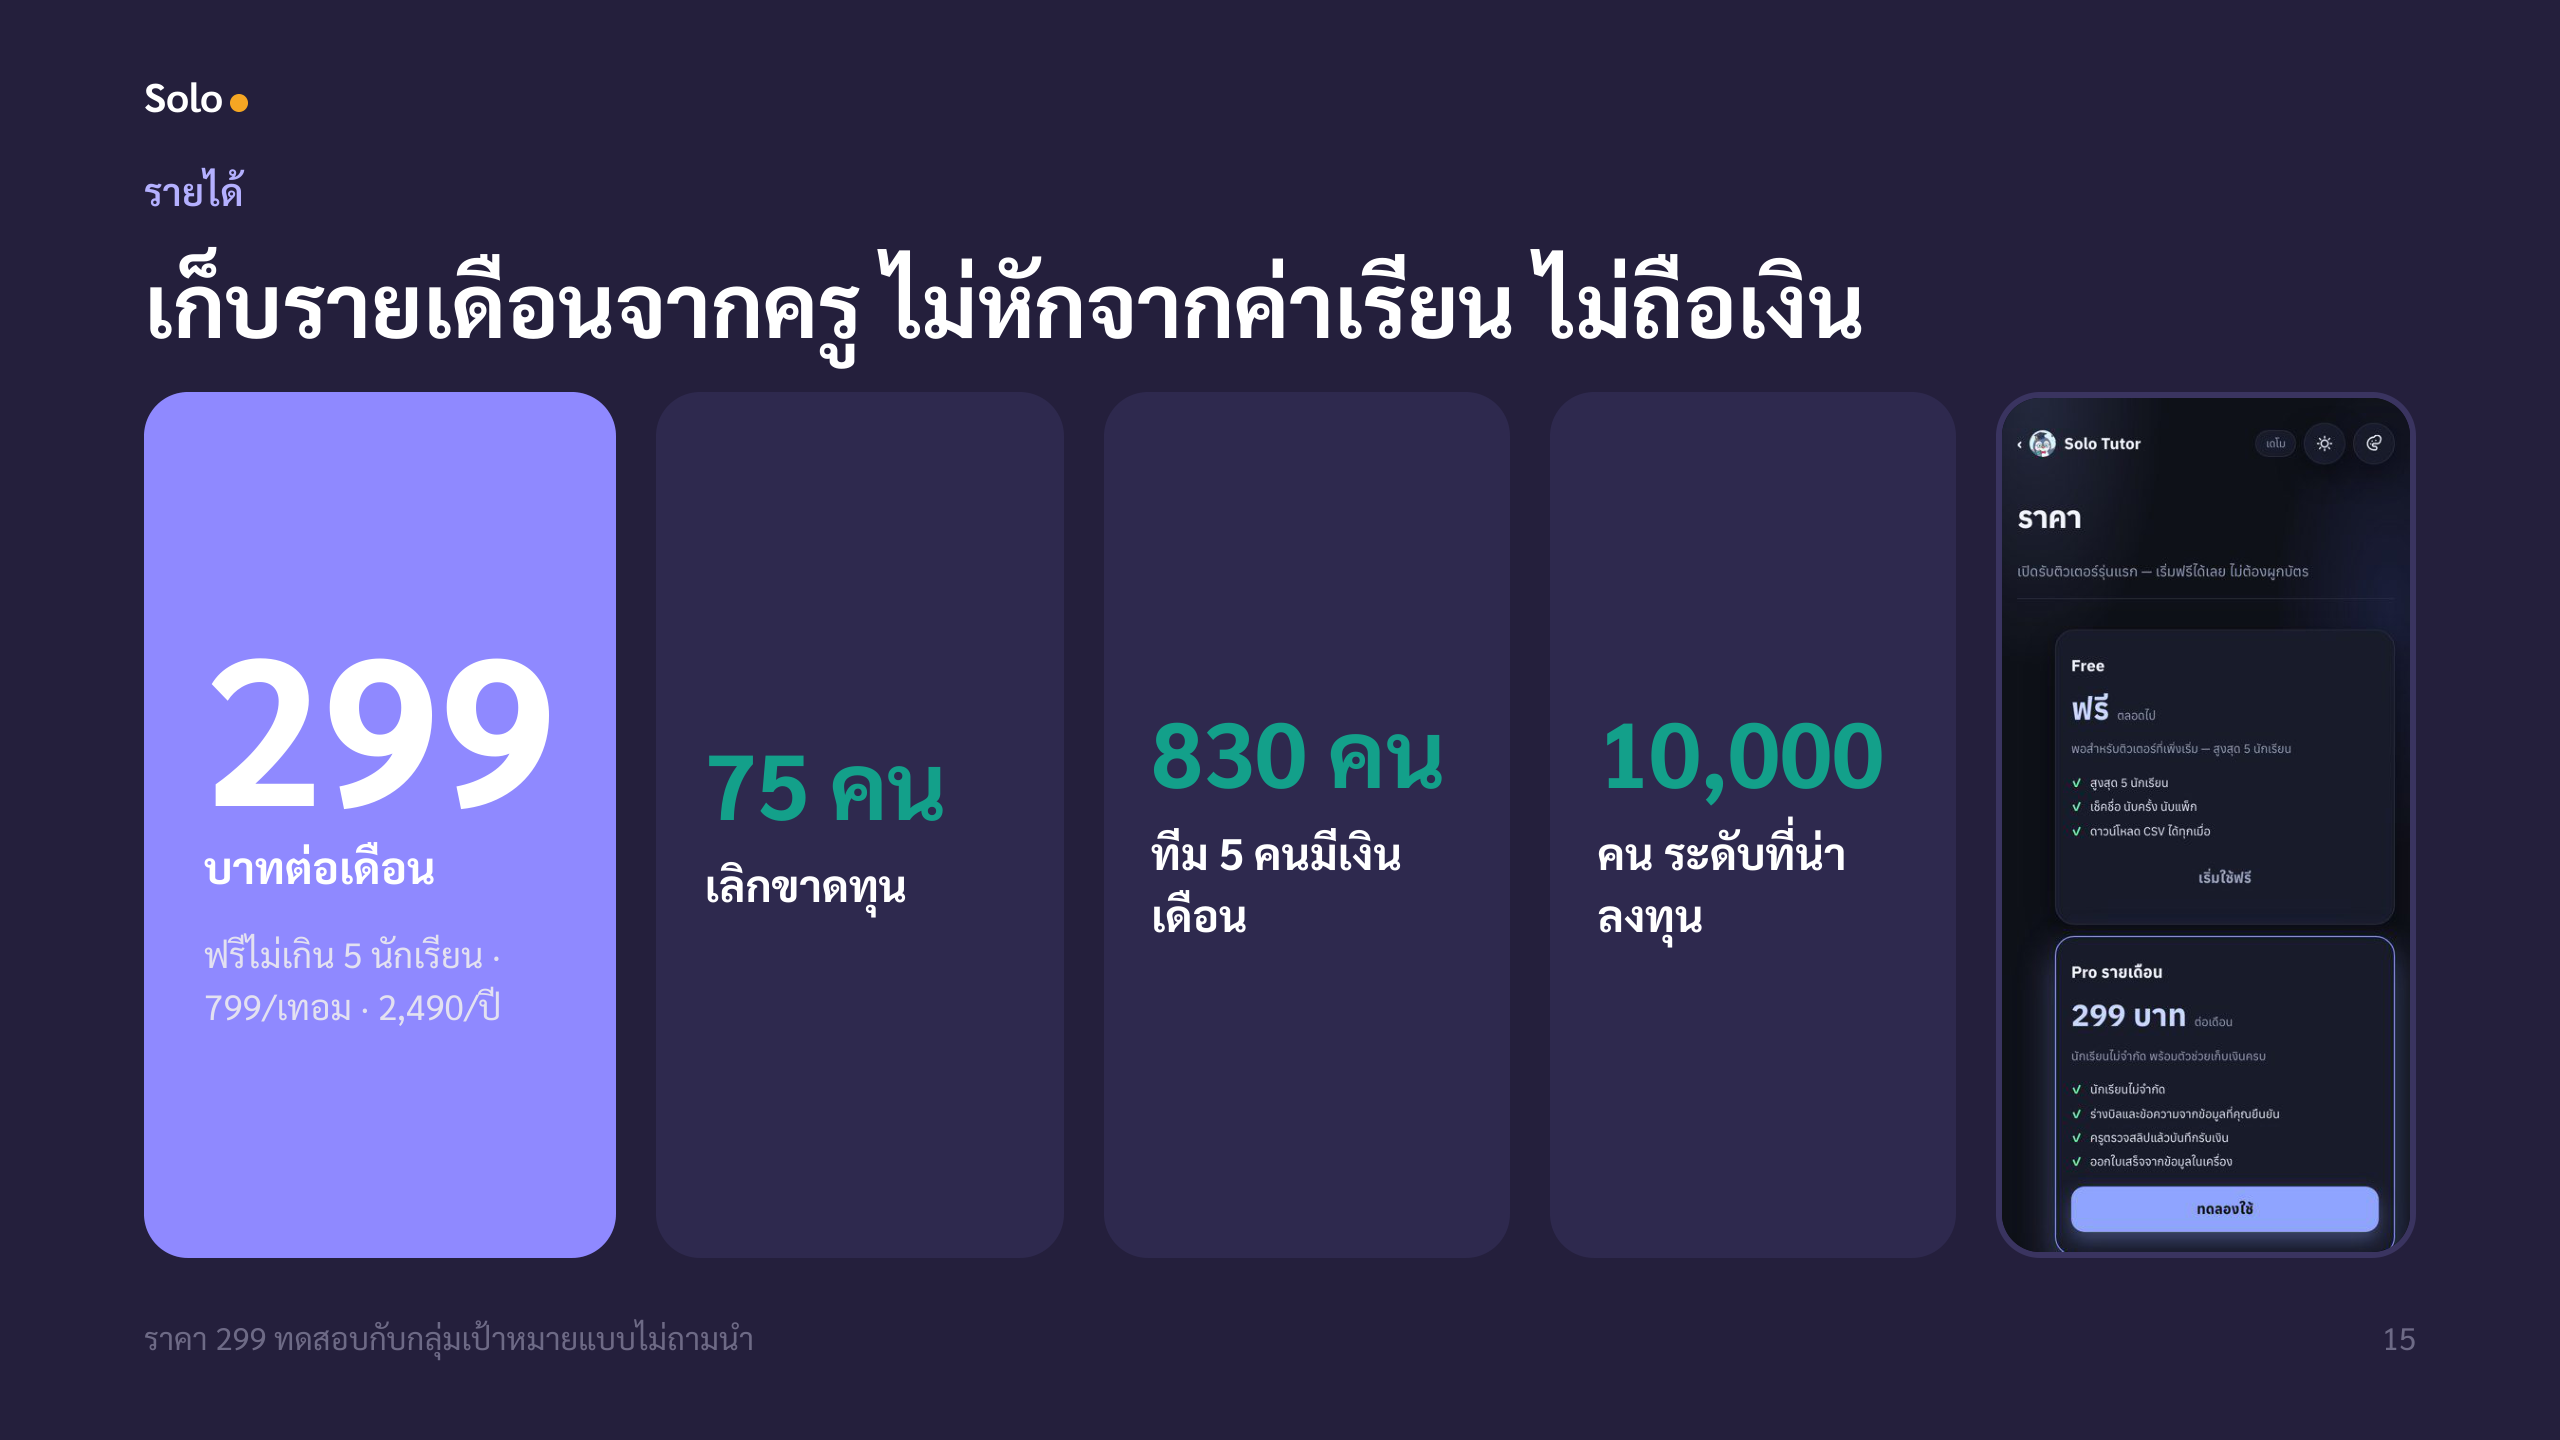 Solo
รายได้
เก็บรายเดือนจากครู ไม่หักจากค่าเรียน ไม่ถือเงิน
299
บาทต่อเดือน
ฟรีไม่เกิน 5 นักเรียน ·
799/เทอม · 2,490/ปี
75 คน
เลิกขาดทุน
830 คน
ทีม 5 คนมีเงิน
เดือน
10,000
คน ระดับที่น่า
ลงทุน
‹ Solo Tutor เดโม
ราคา
เปิดรับติวเตอร์รุ่นแรก — เริ่มฟรีได้เลย ไม่ต้องผูกบัตร
Free
ฟรี ตลอดไป
พอสำหรับติวเตอร์ที่เพิ่งเริ่ม — สูงสุด 5 นักเรียน
✓ สูงสุด 5 นักเรียน
✓ เช็คชื่อ นับครั้ง นับแพ็ก
✓ ดาวน์โหลด CSV ได้ทุกเมื่อ
เริ่มใช้ฟรี
Pro รายเดือน
299 บาท ต่อเดือน
นักเรียนไม่จำกัด พร้อมตัวช่วยเก็บเงินครบ
✓ นักเรียนไม่จำกัด
✓ ร่างบิลและข้อความจากข้อมูลที่คุณยืนยัน
✓ ครูตรวจสลิปแล้วบันทึกรับเงิน
✓ ออกใบเสร็จจากข้อมูลในเครื่อง
ทดลองใช้
ราคา 299 ทดสอบกับกลุ่มเป้าหมายแบบไม่ถามนำ
15